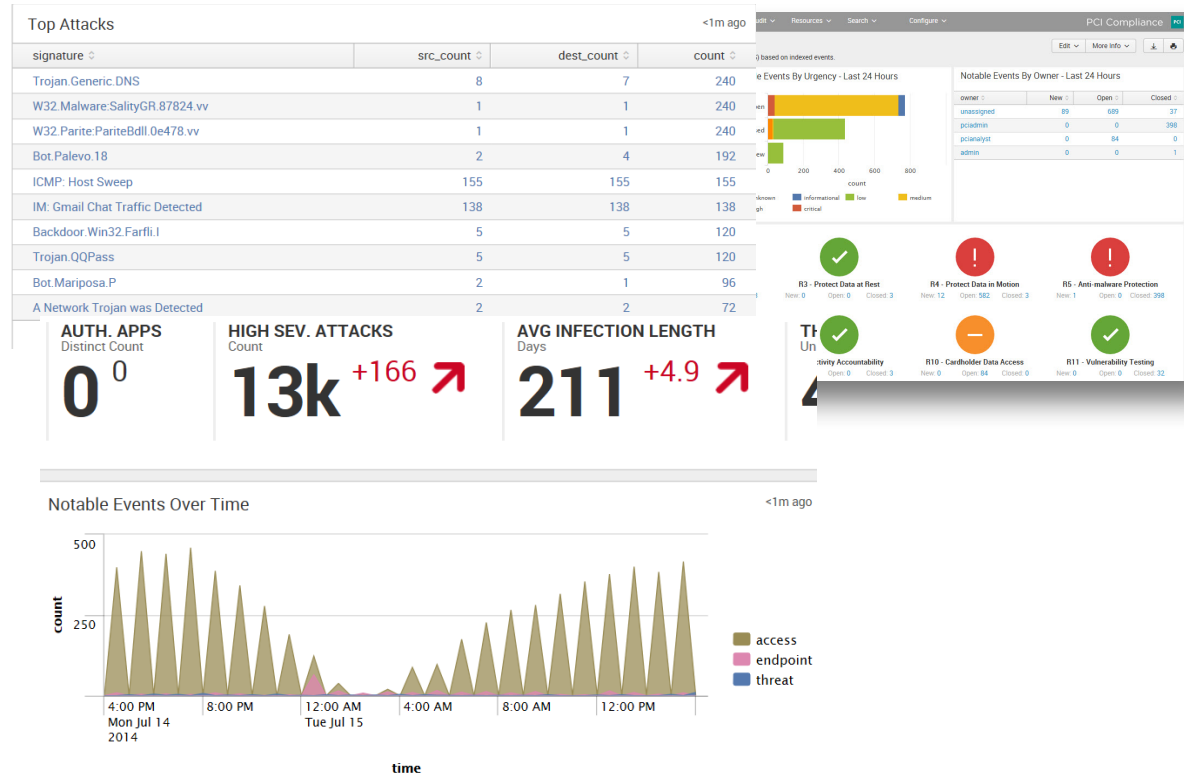 Top Attacks <1m ago
signature src_count dest_count count
Trojan.Generic.DNS 8 7 240
W32.Malware:SalityGR.87824.vv 1 1 240
W32.Parite:PariteBdll.0e478.vv 1 1 240
Bot.Palevo.18 2 4 192
ICMP: Host Sweep 155 155 155
IM: Gmail Chat Traffic Detected 138 138 138
Backdoor.Win32.Farfli.I 5 5 120
Trojan.QQPass 5 5 120
Bot.Mariposa.P 2 1 96
A Network Trojan was Detected 2 2 72
Resources Search Configure PCI Compliance PCI
Edit More Info
based on indexed events.
Events By Urgency - Last 24 Hours
0 200 400 600 800
count
informational low medium
critical
Notable Events By Owner - Last 24 Hours
owner New Open Closed
unassigned 89 689 37
pciadmin 0 0 398
pcianalyst 0 84 0
admin 0 0 1
R3 - Protect Data at Rest R4 - Protect Data in Motion R5 - Anti-malware Protection
New: 0 Open: 0 Closed: 3 New: 12 Open: 582 Closed: 3 New: 1 Open: 0 Closed: 398
Accountability R10 - Cardholder Data Access R11 - Vulnerability Testing
Open: 0 Closed: 3 New: 0 Open: 84 Closed: 0 New: 0 Open: 0 Closed: 32
AUTH. APPS HIGH SEV. ATTACKS AVG INFECTION LENGTH
Distinct Count Count Days
0 0 13k +166 211 +4.9
Notable Events Over Time <1m ago
500
250
count
access
endpoint
threat
4:00 PM 8:00 PM 12:00 AM 4:00 AM 8:00 AM 12:00 PM
Mon Jul 14 Tue Jul 15
2014
time